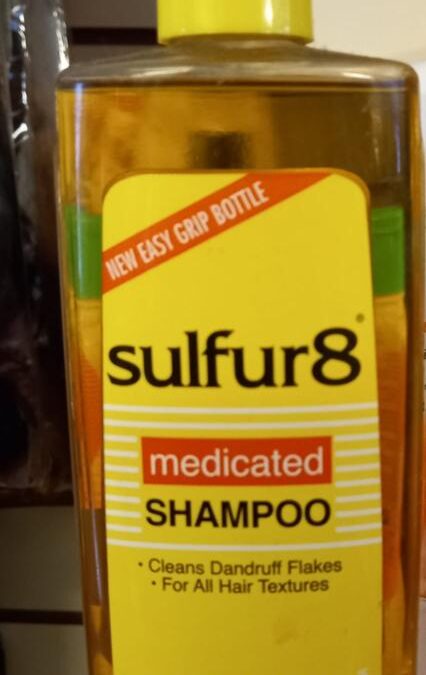 NEW EASY GRIP BOTTLE
sulfur8®
medicated
SHAMPOO
• Cleans Dandruff Flakes
• For All Hair Textures